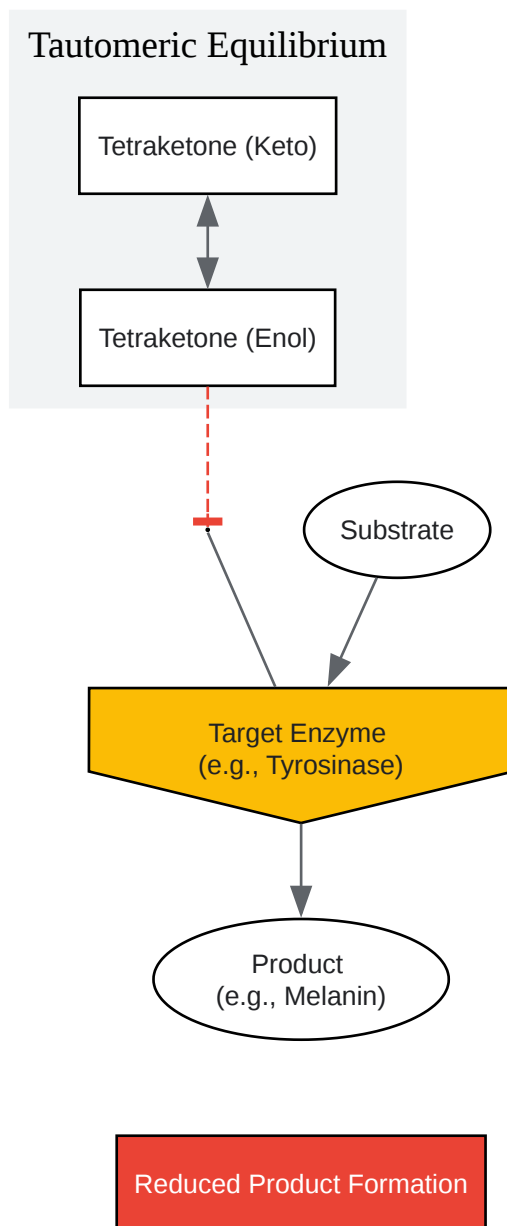 Tautomeric Equilibrium
Tetraketone (Keto)
Tetraketone (Enol)
Substrate
Target Enzyme
(e.g., Tyrosinase)
Product
(e.g., Melanin)
Reduced Product Formation